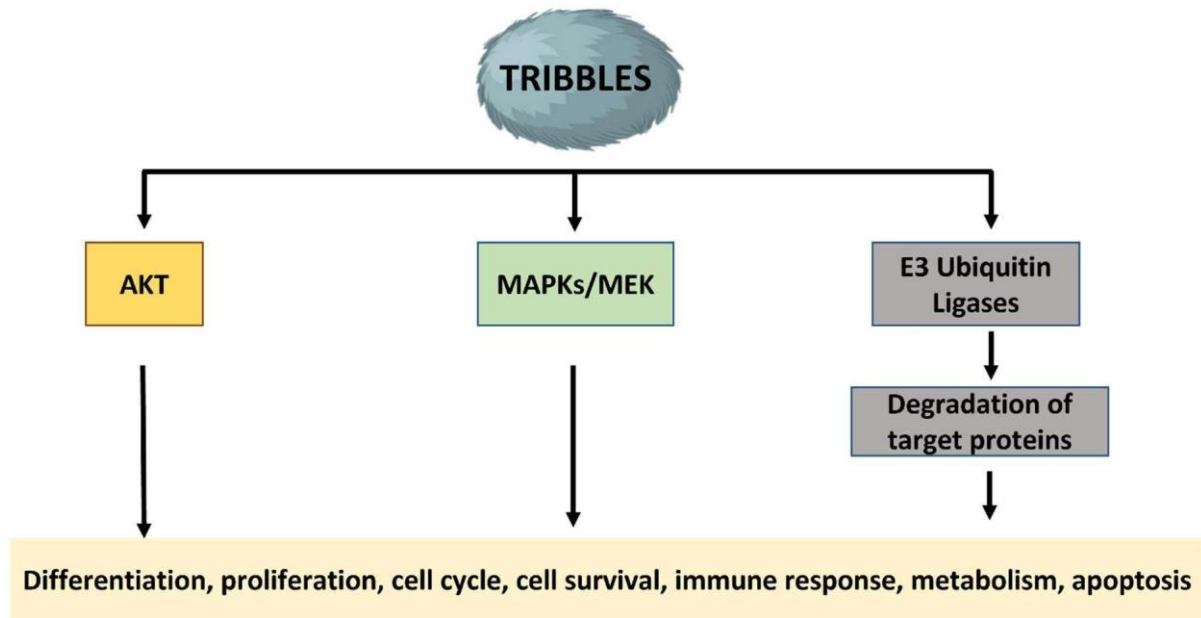 TRIBBLES
AKT
MAPKs/MEK
E3 Ubiquitin
Ligases
Degradation of
target proteins
Differentiation, proliferation, cell cycle, cell survival, immune response, metabolism, apoptosis